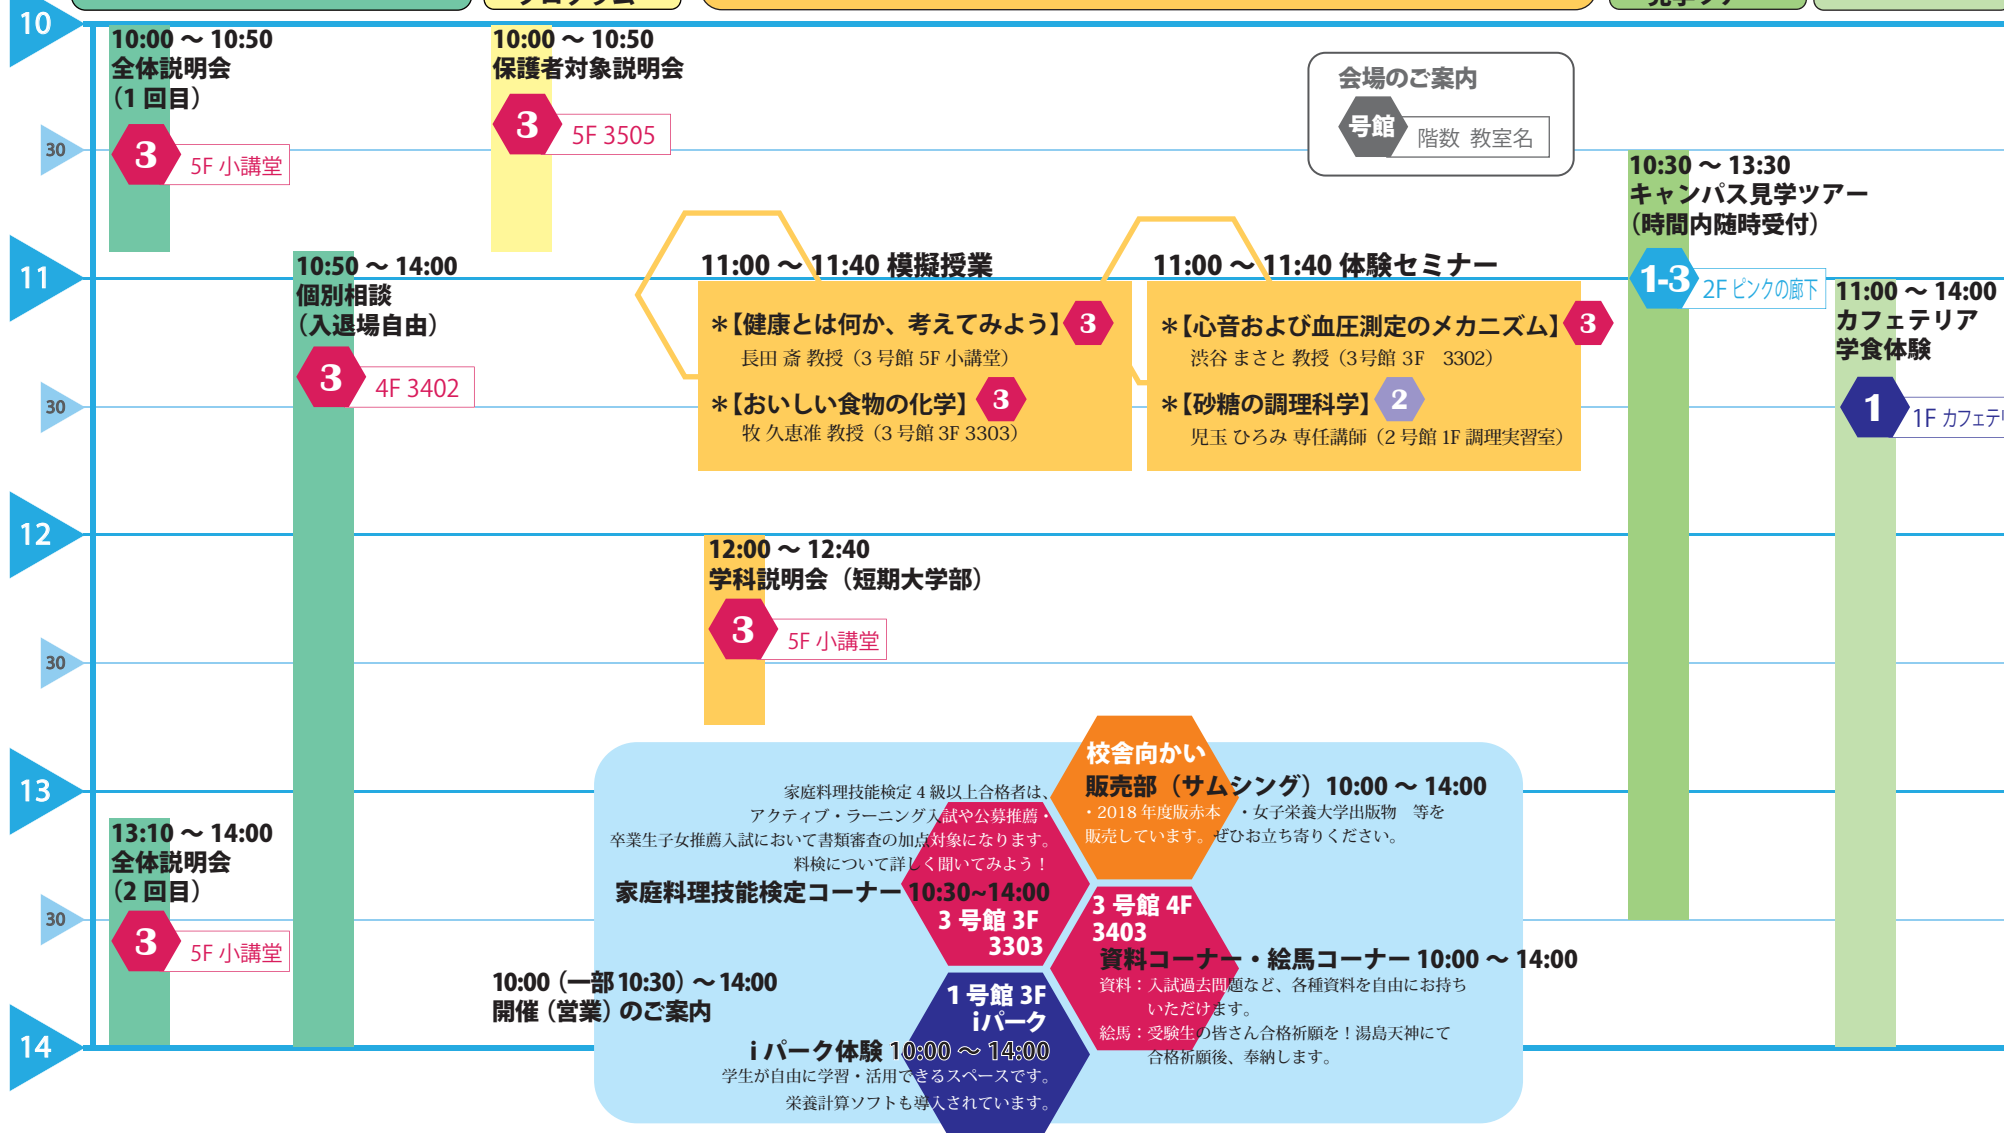 プログラム
見学ツアー
10
10:00 ～ 10:50
全体説明会
（1 回目）
3
5F 小講堂
10:00 ～ 10:50
保護者対象説明会
3
5F 3505
会場のご案内
号館
階数 教室名
30
10:30 ～ 13:30
キャンパス見学ツアー
（時間内随時受付）
1-3
2F ピンクの廊下
11
10:50 ～ 14:00
個別相談
（入退場自由）
3
4F 3402
11:00 ～ 11:40 模擬授業
＊【健康とは何か、考えてみよう】
3
長田 斎 教授（3 号館 5F 小講堂）
＊【おいしい食物の化学】
3
牧 久恵准 教授（3 号館 3F 3303）
11:00 ～ 11:40 体験セミナー
＊【心音および血圧測定のメカニズム】
3
渋谷 まさと 教授（3号館 3F　3302）
＊【砂糖の調理科学】
2
児玉 ひろみ 専任講師（2 号館 1F 調理実習室）
11:00 ～ 14:00
カフェテリア
学食体験
1
1F カフェテ
30
12
12:00 ～ 12:40
学科説明会（短期大学部）
3
5F 小講堂
30
13
13:10 ～ 14:00
全体説明会
（2 回目）
3
5F 小講堂
30
14
10:00（一部 10:30）～ 14:00
開催（営業）のご案内
家庭料理技能検定 4 級以上合格者は、
アクティブ・ラーニング入試や公募推薦・
卒業生子女推薦入試において書類審査の加点対象になります。
料検について詳しく聞いてみよう！
家庭料理技能検定コーナー 10:30~14:00
3 号館 3F
3303
校舎向かい
販売部（サムシング）10:00 ～ 14:00
・2018 年度版赤本　・女子栄養大学出版物　等を
販売しています。ぜひお立ち寄りください。
3 号館 4F
3403
資料コーナー・絵馬コーナー 10:00 ～ 14:00
資料：入試過去問題など、各種資料を自由にお持ち
いただけます。
絵馬：受験生の皆さん合格祈願を！湯島天神にて
合格祈願後、奉納します。
1 号館 3F
iパーク
i パーク体験 10:00 ～ 14:00
学生が自由に学習・活用できるスペースです。
栄養計算ソフトも導入されています。